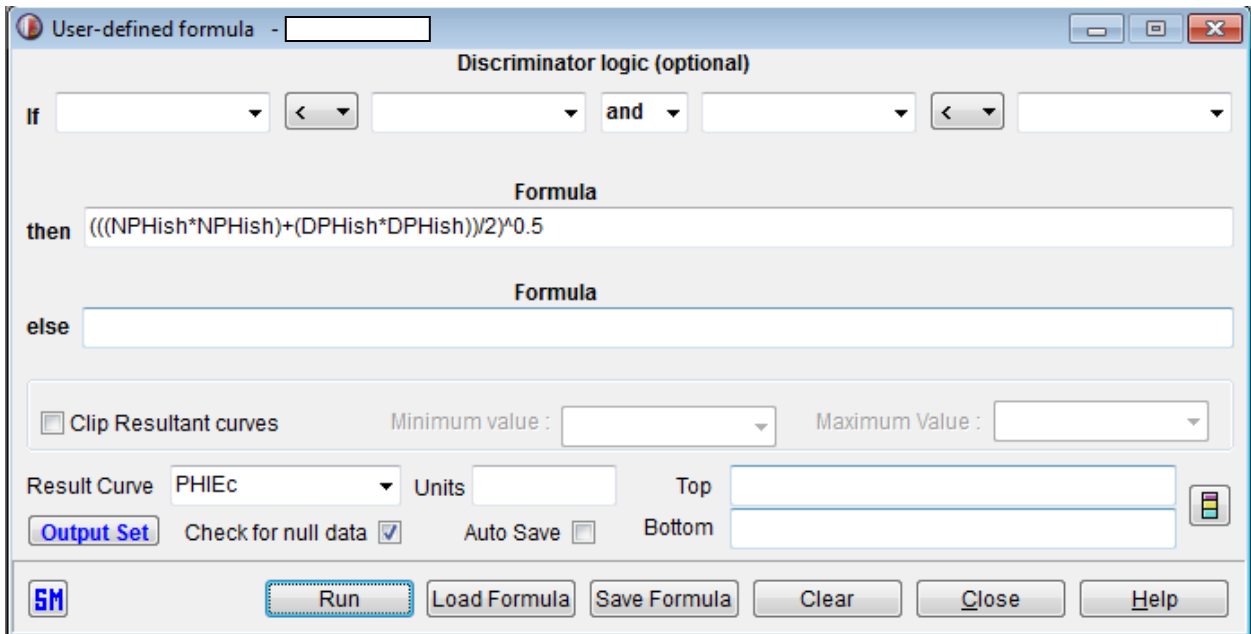 User-defined formula -
Discriminator logic (optional)
If < and <
Formula
then (((NPHish*NPHish)+(DPHish*DPHish))/2)^0.5
Formula
else
Clip Resultant curves Minimum value : Maximum Value :
Result Curve PHIEc Units Top
Output Set Check for null data Auto Save Bottom
SM Run Load Formula Save Formula Clear Close Help